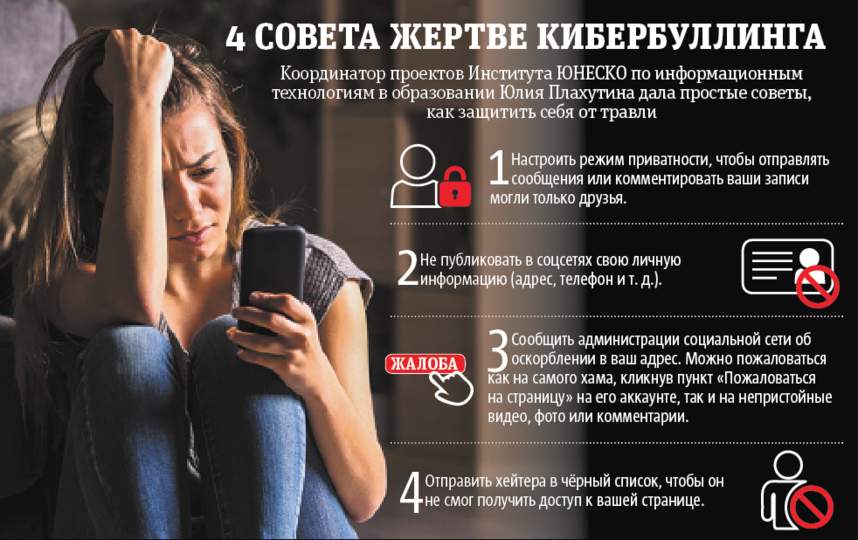 4 СОВЕТА ЖЕРТВЕ КИБЕРБУЛЛИНГА
Координатор проектов Института ЮНЕСКО по информационным
технологиям в образовании Юлия Плахутина дала простые советы,
как защитить себя от травли
1 Настроить режим приватности, чтобы отправлять
сообщения или комментировать ваши записи
могли только друзья.
2 Не публиковать в соцсетях свою личную
информацию (адрес, телефон и т. д.).
ЖАЛОБА
3 Сообщить администрации социальной сети об
оскорблении в ваш адрес. Можно пожаловаться
как на самого хама, кликнув пункт «Пожаловаться
на страницу» на его аккаунте, так и на непристойные
видео, фото или комментарии.
4 Отправить хейтера в чёрный список, чтобы он
не смог получить доступ к вашей странице.